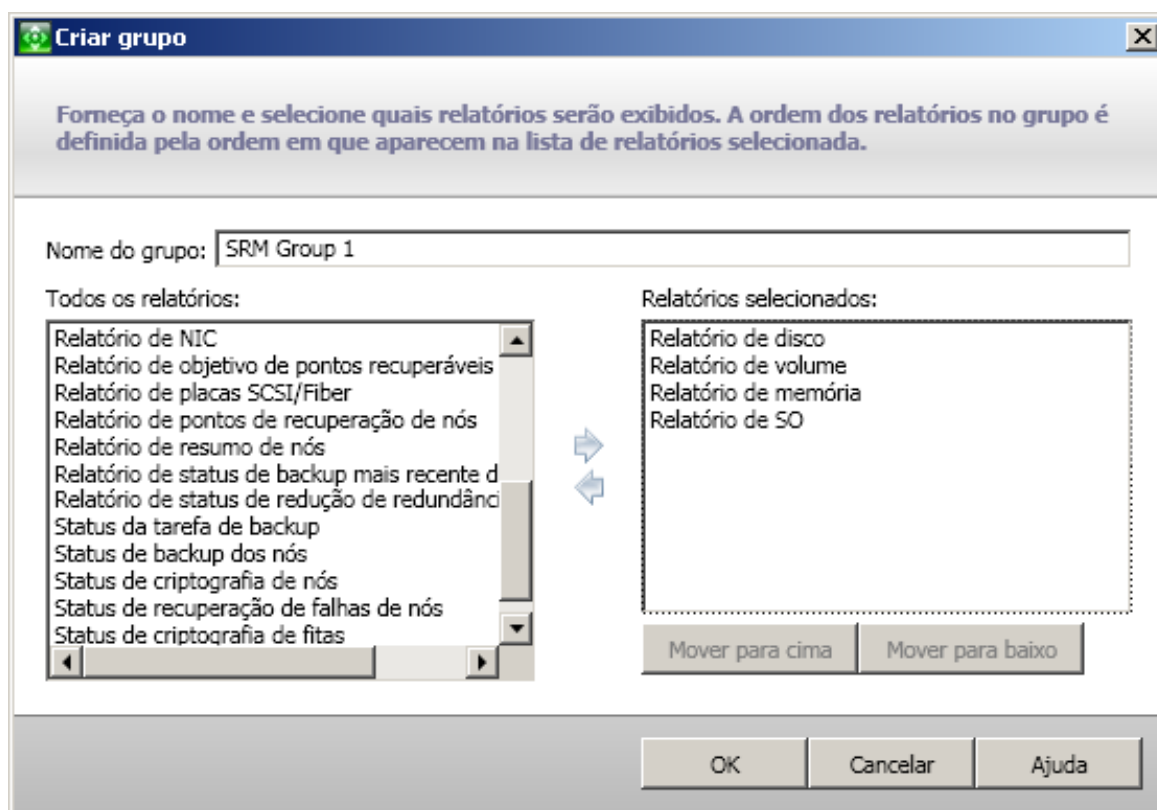 Criar grupo
Forneça o nome e selecione quais relatórios serão exibidos. A ordem dos relatórios no grupo é
definida pela ordem em que aparecem na lista de relatórios selecionada.
Nome do grupo: SRM Group 1
Todos os relatórios:
Relatório de NIC
Relatório de objetivo de pontos recuperáveis
Relatório de placas SCSI/Fiber
Relatório de pontos de recuperação de nós
Relatório de resumo de nós
Relatório de status de backup mais recente d
Relatório de status de redução de redundânci
Status da tarefa de backup
Status de backup dos nós
Status de criptografia de nós
Status de recuperação de falhas de nós
Status de criptografia de fitas
Relatórios selecionados:
Relatório de disco
Relatório de volume
Relatório de memória
Relatório de SO
Mover para cima
Mover para baixo
OK
Cancelar
Ajuda